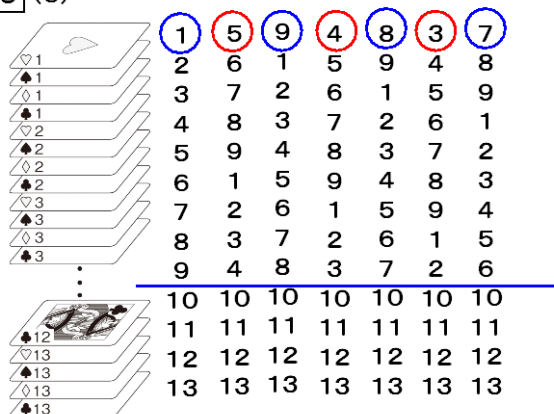 ♡1
♠1
♢1
♣1
♡2
♠2
♢2
♣2
♡3
♠3
♢3
♣3
⋮
♣12
♡13
♠13
♢13
♣13
1 5 9 4 8 3 7
2 6 1 5 9 4 8
3 7 2 6 1 5 9
4 8 3 7 2 6 1
5 9 4 8 3 7 2
6 1 5 9 4 8 3
7 2 6 1 5 9 4
8 3 7 2 6 1 5
9 4 8 3 7 2 6
10 10 10 10 10 10 10
11 11 11 11 11 11 11
12 12 12 12 12 12 12
13 13 13 13 13 13 13